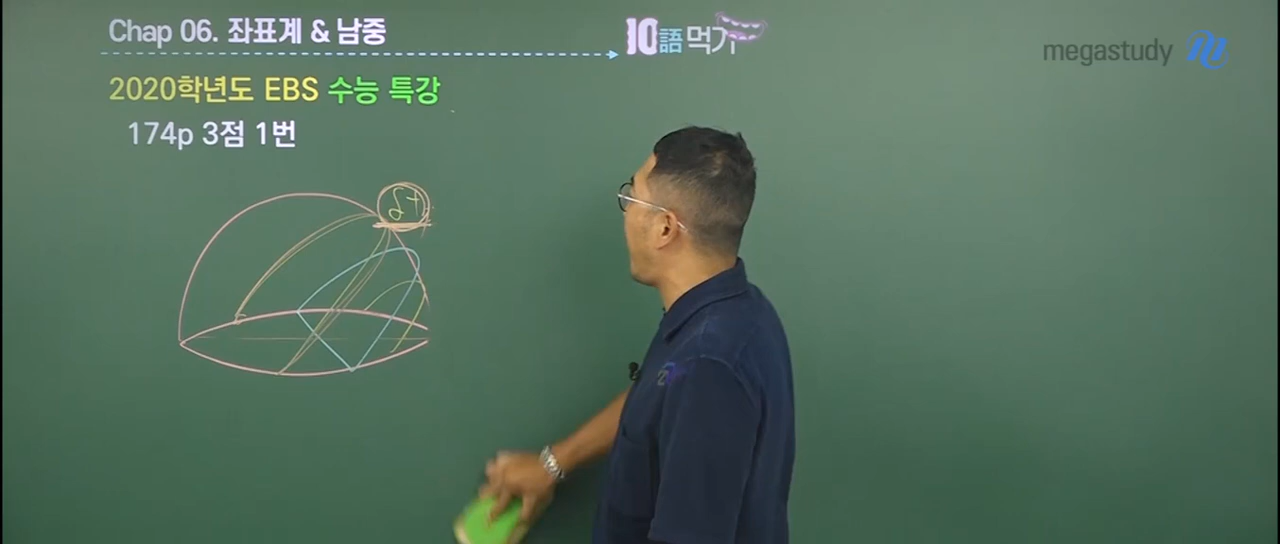 Chap 06. 좌표계 & 남중
10語먹기
megastudy
2020학년도 EBS 수능 특강
174p 3점 1번